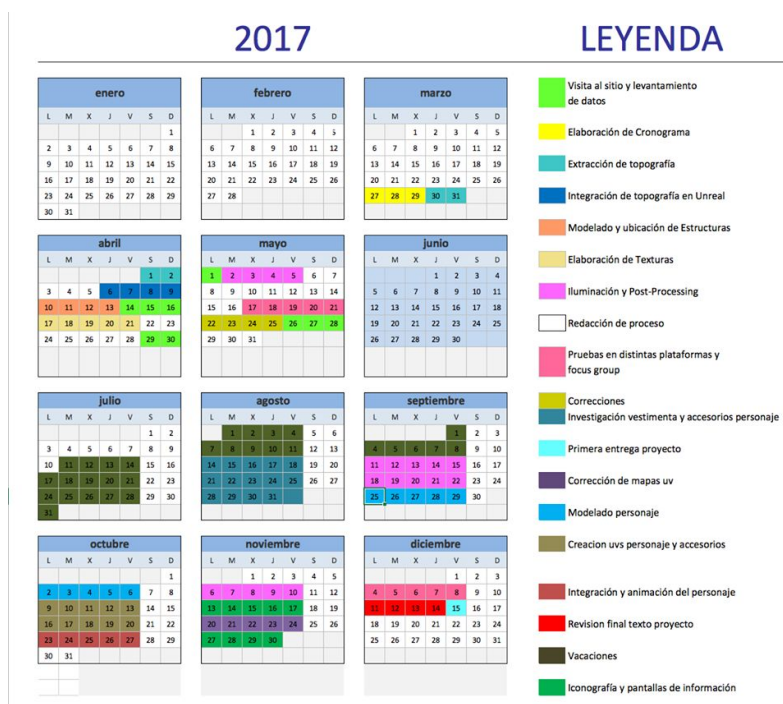 2017
LEYENDA
enero
L M X J V S D
1
2 3 4 5 6 7 8
9 10 11 12 13 14 15
16 17 18 19 20 21 22
23 24 25 26 27 28 29
30 31
febrero
L M X J V S D
1 2 3 4 5
6 7 8 9 10 11 12
13 14 15 16 17 18 19
20 21 22 23 24 25 26
27 28
marzo
L M X J V S D
1 2 3 4 5
6 7 8 9 10 11 12
13 14 15 16 17 18 19
20 21 22 23 24 25 26
27 28 29 30 31
abril
L M X J V S D
1 2
3 4 5 6 7 8 9
10 11 12 13 14 15 16
17 18 19 20 21 22 23
24 25 26 27 28 29 30
mayo
L M X J V S D
1 2 3 4 5 6 7
8 9 10 11 12 13 14
15 16 17 18 19 20 21
22 23 24 25 26 27 28
29 30 31
junio
L M X J V S D
1 2 3 4
5 6 7 8 9 10 11
12 13 14 15 16 17 18
19 20 21 22 23 24 25
26 27 28 29 30
julio
L M X J V S D
1 2
3 4 5 6 7 8 9
10 11 12 13 14 15 16
17 18 19 20 21 22 23
24 25 26 27 28 29 30
31
agosto
L M X J V S D
1 2 3 4 5 6
7 8 9 10 11 12 13
14 15 16 17 18 19 20
21 22 23 24 25 26 27
28 29 30 31
septiembre
L M X J V S D
1 2 3
4 5 6 7 8 9 10
11 12 13 14 15 16 17
18 19 20 21 22 23 24
25 26 27 28 29 30
octubre
L M X J V S D
1
2 3 4 5 6 7 8
9 10 11 12 13 14 15
16 17 18 19 20 21 22
23 24 25 26 27 28 29
30 31
noviembre
L M X J V S D
1 2 3 4 5
6 7 8 9 10 11 12
13 14 15 16 17 18 19
20 21 22 23 24 25 26
27 28 29 30
diciembre
L M X J V S D
1 2 3
4 5 6 7 8 9 10
11 12 13 14 15 16 17
18 19 20 21 22 23 24
25 26 27 28 29 30 31
Visita al sitio y levantamiento
de datos
Elaboración de Cronograma
Extracción de topografía
Integración de topografía en Unreal
Modelado y ubicación de Estructuras
Elaboración de Texturas
Iluminación y Post-Processing
Redacción de proceso
Pruebas en distintas plataformas y
focus group
Correcciones
Investigación vestimenta y accesorios personaje
Primera entrega proyecto
Corrección de mapas uv
Modelado personaje
Creacion uvs personaje y accesorios
Integración y animación del personaje
Revision final texto proyecto
Vacaciones
Iconografía y pantallas de información